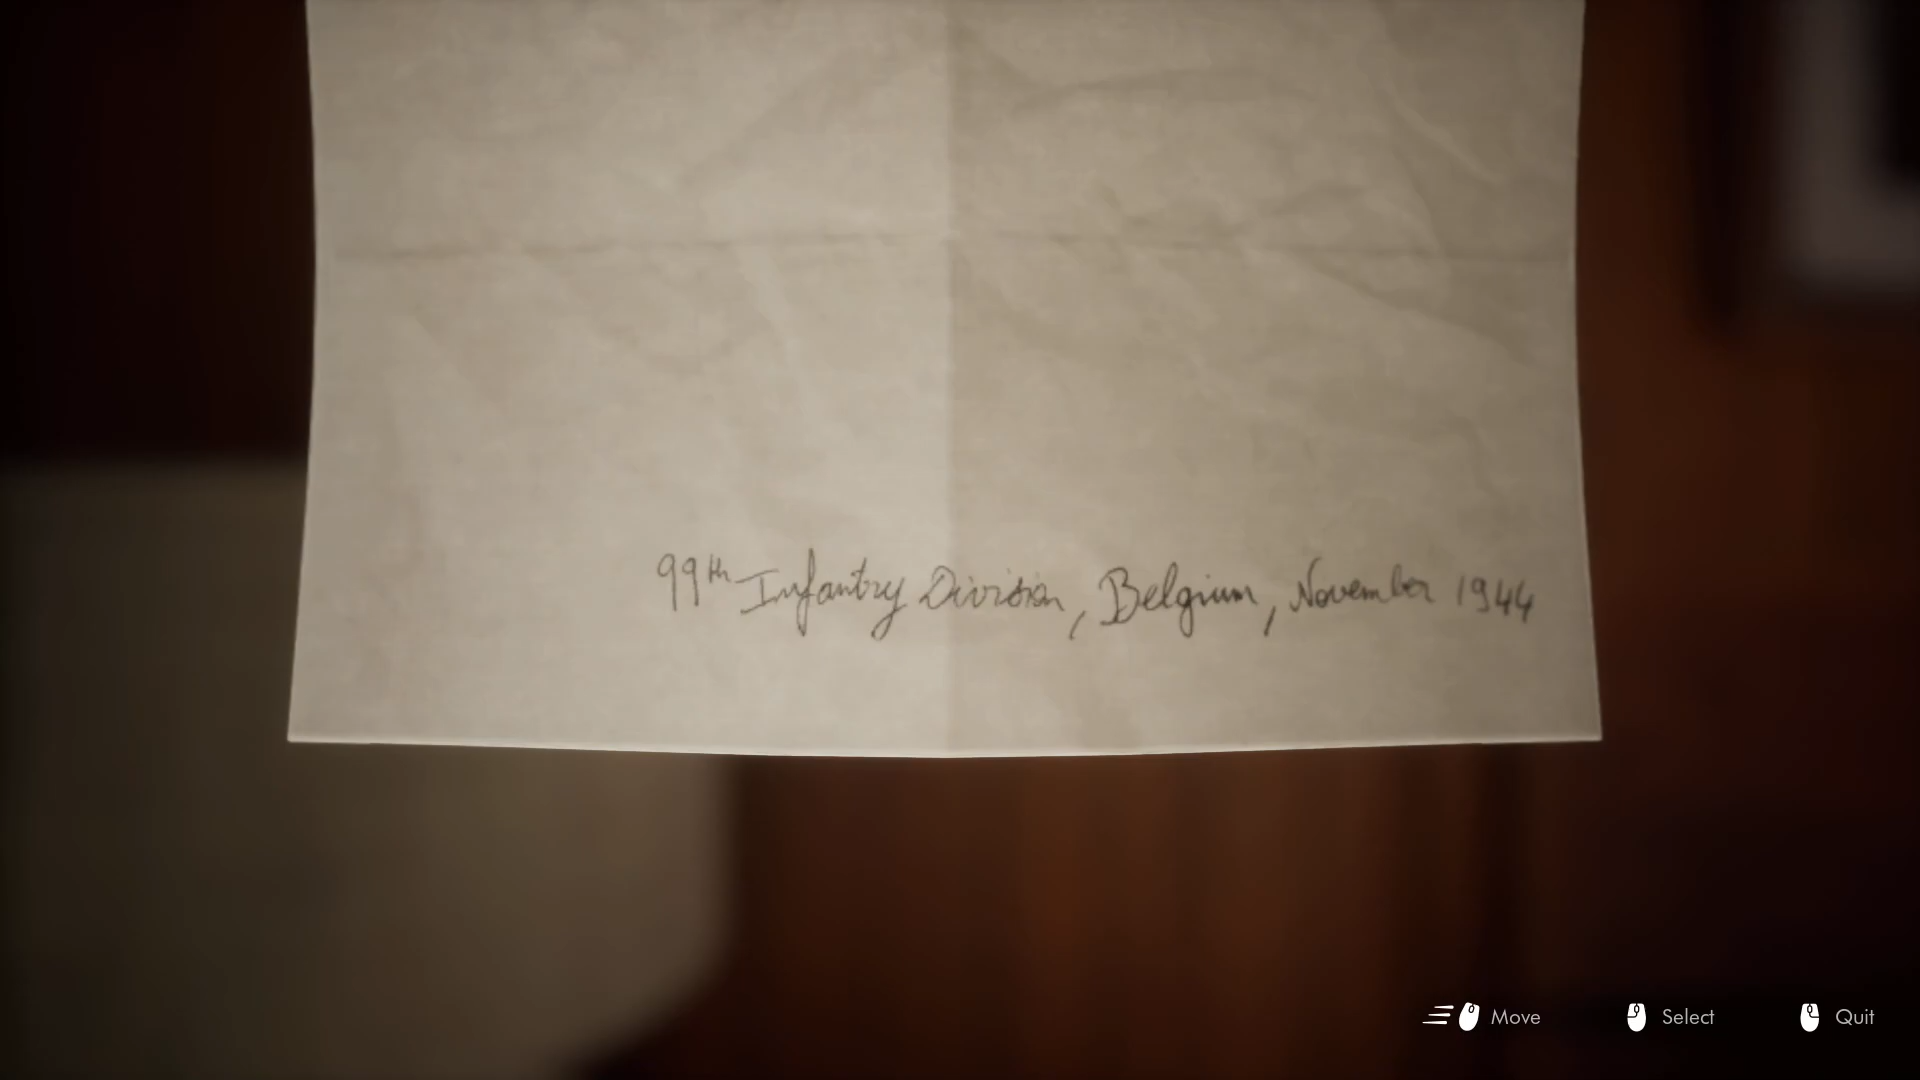 99th Infantry Division, Belgium, November 1944
Move Select Quit